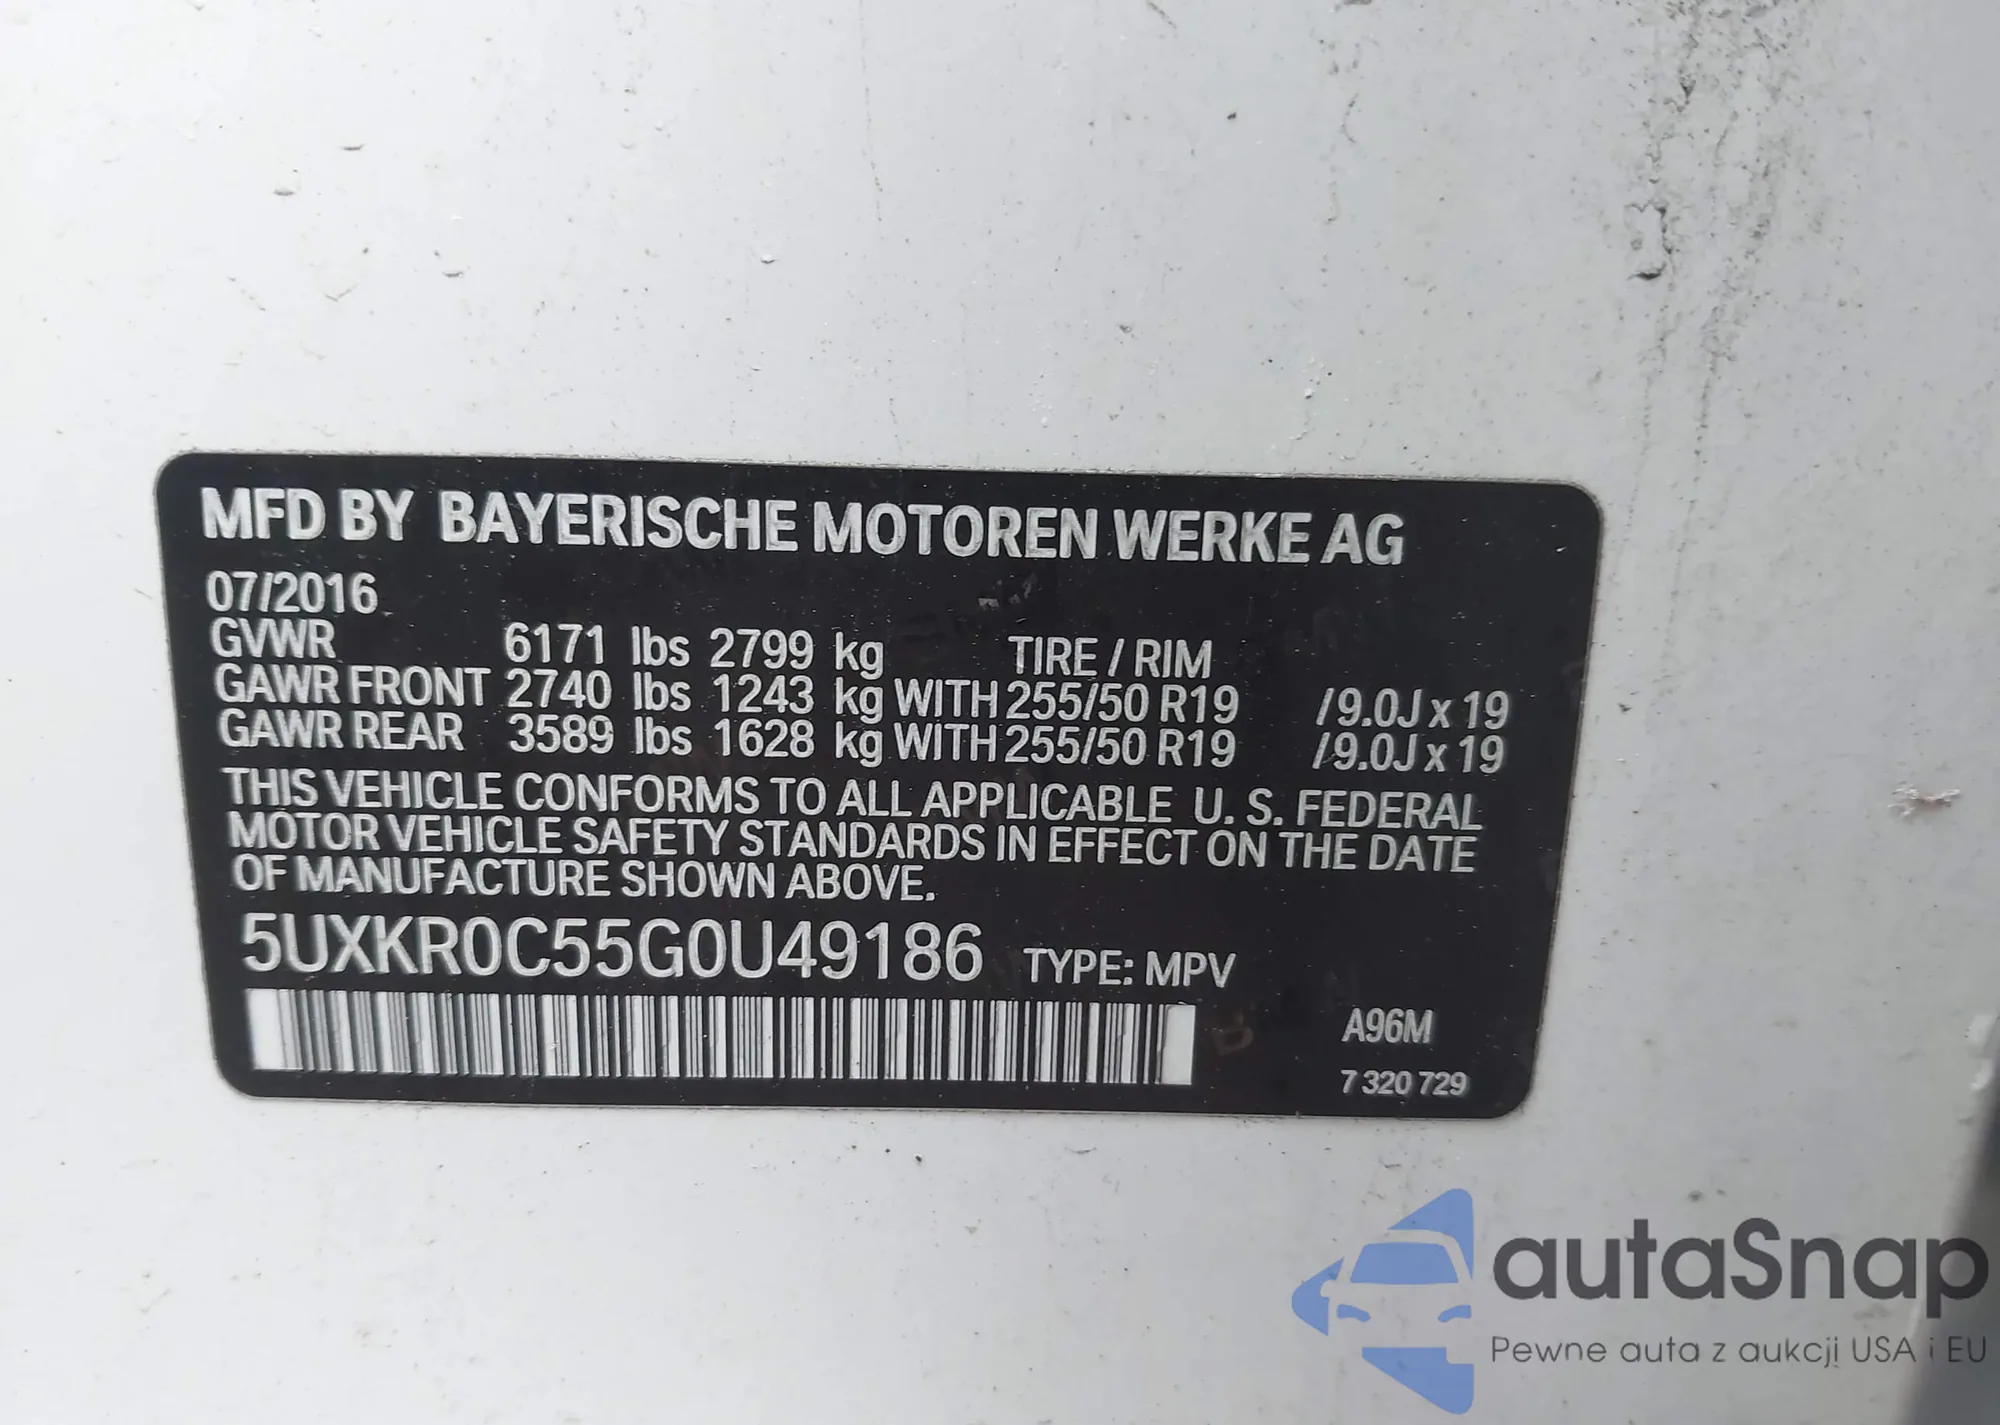 MFD BY BAYERISCHE MOTOREN WERKE AG
07/2016
GVWR 6171 lbs 2799 kg TIRE / RIM
GAWR FRONT 2740 lbs 1243 kg WITH 255/50 R19 /9.0J x 19
GAWR REAR 3589 lbs 1628 kg WITH 255/50 R19 /9.0J x 19
THIS VEHICLE CONFORMS TO ALL APPLICABLE U. S. FEDERAL
MOTOR VEHICLE SAFETY STANDARDS IN EFFECT ON THE DATE
OF MANUFACTURE SHOWN ABOVE.
5UXKR0C55G0U49186 TYPE: MPV
A96M
7 320 729
autaSnap
Pewne auta z aukcji USA i EU